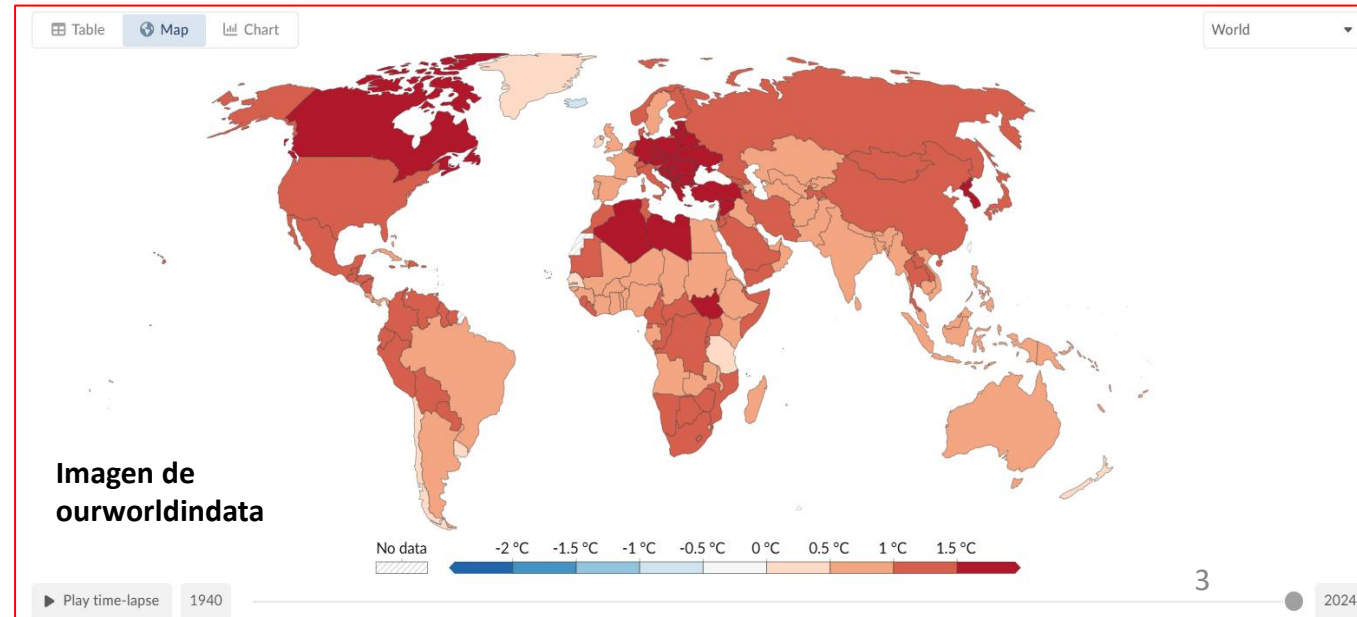 Table Map Chart World
Imagen de
ourworldindata
No data -2 °C -1.5 °C -1 °C -0.5 °C 0 °C 0.5 °C 1 °C 1.5 °C
3
Play time-lapse 1940 2024